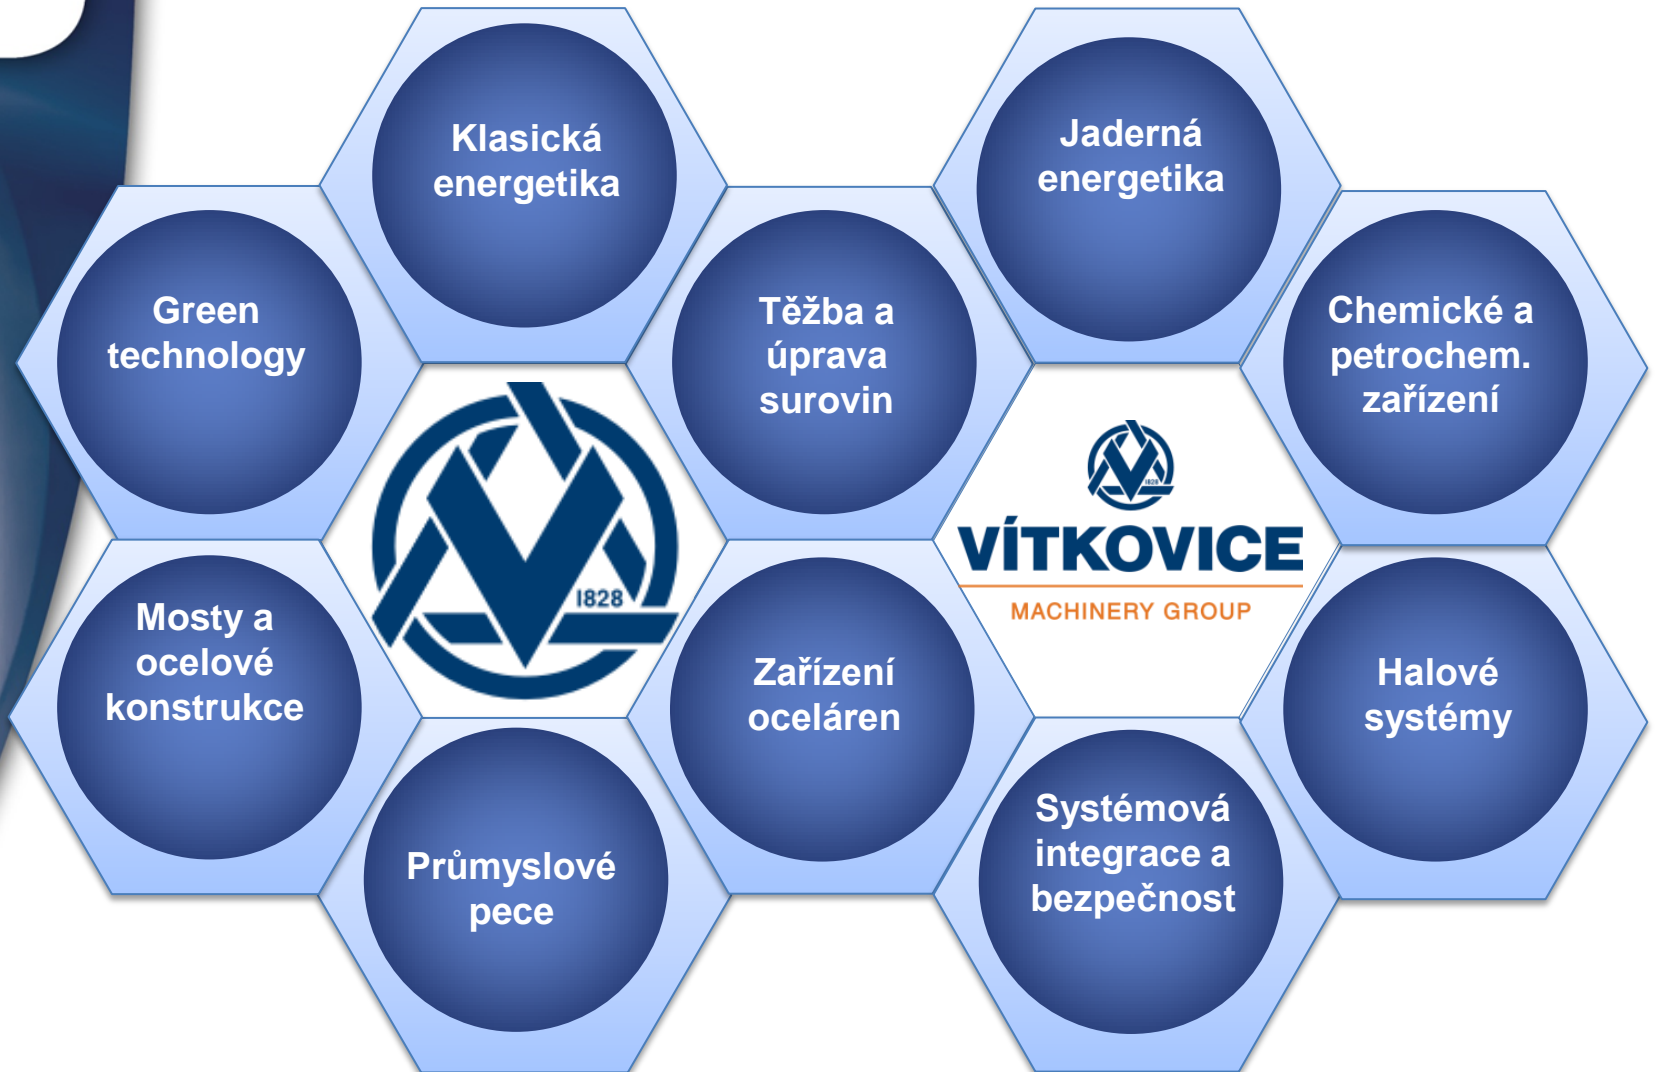 Klasická
energetika
Jaderná
energetika
Green
technology
Těžba a
úprava
surovin
Chemické a
petrochem.
zařízení
1828
1828
VÍTKOVICE
MACHINERY GROUP
Mosty a
ocelové
konstrukce
Zařízení
oceláren
Halové
systémy
Průmyslové
pece
Systémová
integrace a
bezpečnost